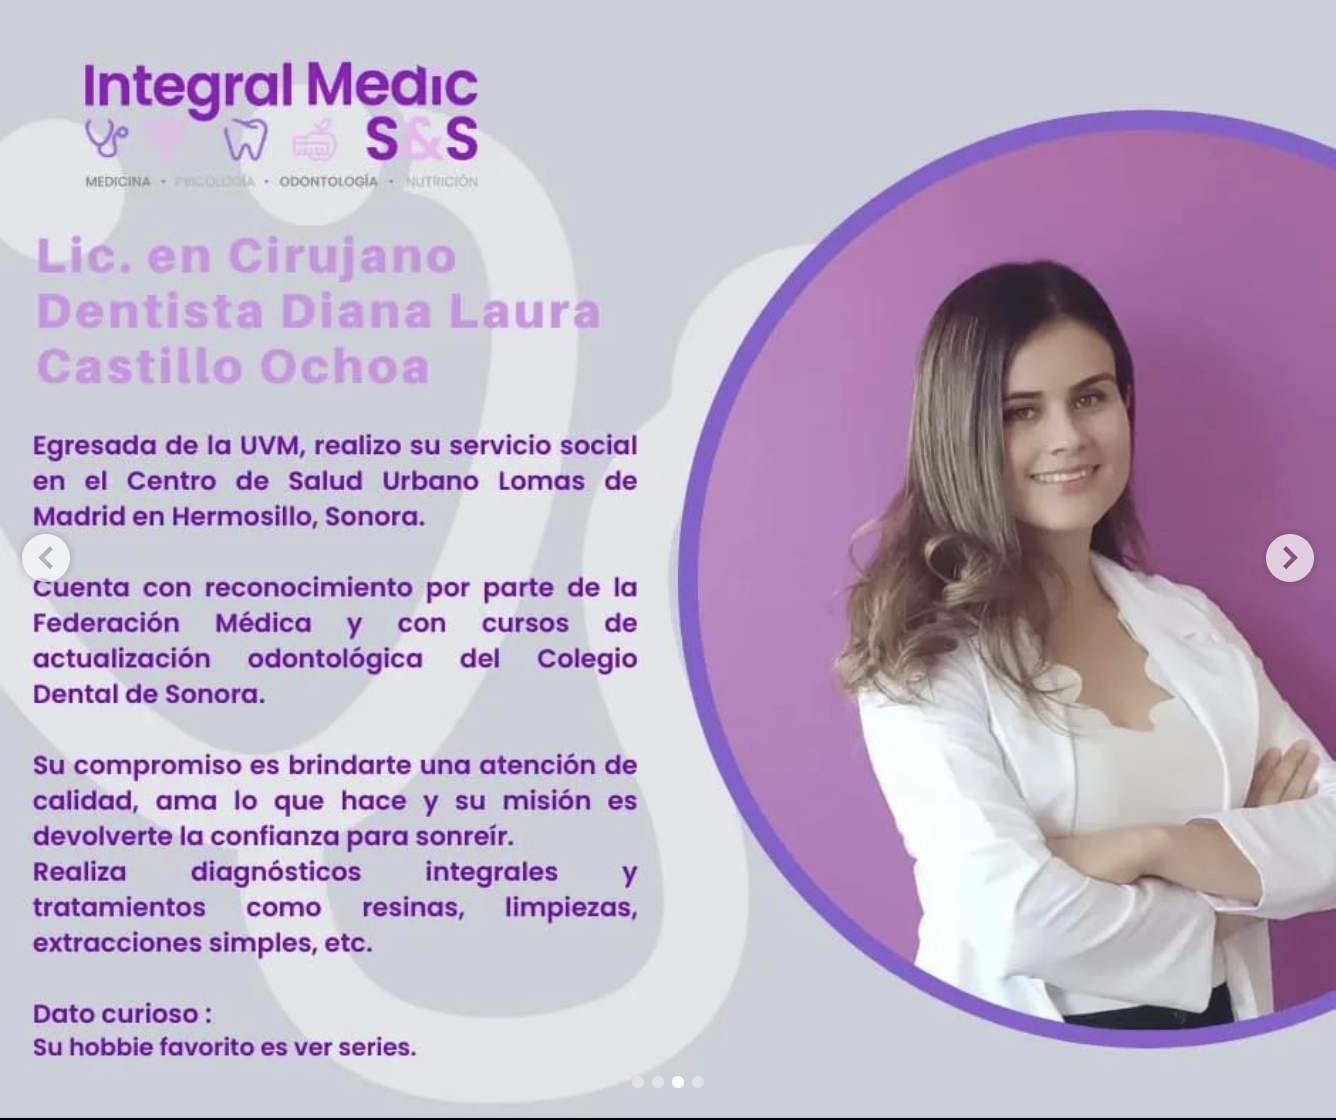 Integral Medic
S&S
MEDICINA • PSICOLOGÍA • ODONTOLOGÍA • NUTRICIÓN
Lic. en Cirujano
Dentista Diana Laura
Castillo Ochoa
Egresada de la UVM, realizo su servicio social
en el Centro de Salud Urbano Lomas de
Madrid en Hermosillo, Sonora.
Cuenta con reconocimiento por parte de la
Federación Médica y con cursos de
actualización odontológica del Colegio
Dental de Sonora.
Su compromiso es brindarte una atención de
calidad, ama lo que hace y su misión es
devolverte la confianza para sonreír.
Realiza diagnósticos integrales y
tratamientos como resinas, limpiezas,
extracciones simples, etc.
Dato curioso :
Su hobbie favorito es ver series.